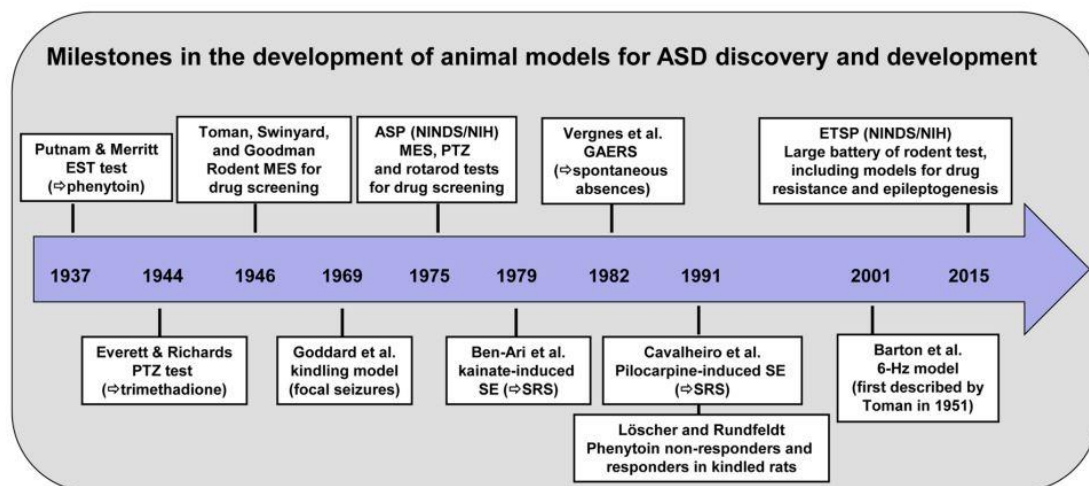 Milestones in the development of animal models for ASD discovery and development
Putnam & Merritt
EST test
(⇨phenytoin)
Toman, Swinyard,
and Goodman
Rodent MES for
drug screening
ASP (NINDS/NIH)
MES, PTZ
and rotarod tests
for drug screening
Vergnes et al.
GAERS
(⇨spontaneous
absences)
ETSP (NINDS/NIH)
Large battery of rodent test,
including models for drug
resistance and epileptogenesis
1937 1944 1946 1969 1975 1979 1982 1991 2001 2015
Everett & Richards
PTZ test
(⇨trimethadione)
Goddard et al.
kindling model
(focal seizures)
Ben-Ari et al.
kainate-induced
SE (⇨SRS)
Cavalheiro et al.
Pilocarpine-induced SE
(⇨SRS)
Löscher and Rundfeldt
Phenytoin non-responders and
responders in kindled rats
Barton et al.
6-Hz model
(first described by
Toman in 1951)